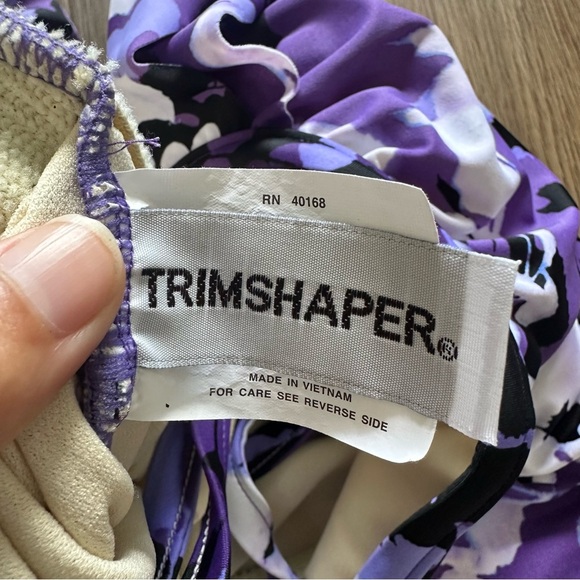 RN 40168
TRIMSHAPER®
MADE IN VIETNAM
FOR CARE SEE REVERSE SIDE